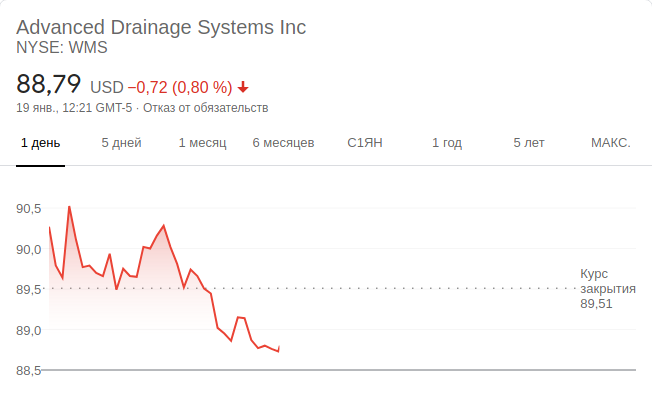 Advanced Drainage Systems Inc
NYSE: WMS
88,79 USD −0,72 (0,80 %)
19 янв., 12:21 GMT-5 · Отказ от обязательств
1 день 5 дней 1 месяц 6 месяцев С1ЯН 1 год 5 лет МАКС.
90,5
90,0
89,5
89,0
88,5
Курс
закрытия
89,51